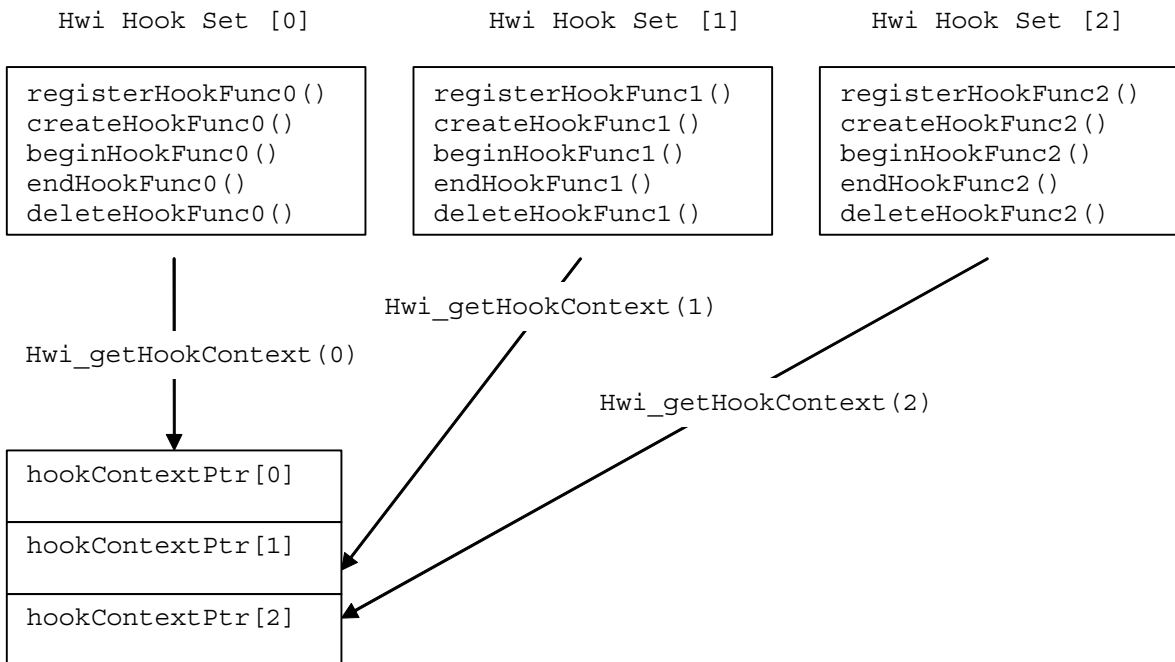 Hwi Hook Set [0]
Hwi Hook Set [1]
Hwi Hook Set [2]
registerHookFunc0()
createHookFunc0()
beginHookFunc0()
endHookFunc0()
deleteHookFunc0()
registerHookFunc1()
createHookFunc1()
beginHookFunc1()
endHookFunc1()
deleteHookFunc1()
registerHookFunc2()
createHookFunc2()
beginHookFunc2()
endHookFunc2()
deleteHookFunc2()
Hwi_getHookContext(0)
Hwi_getHookContext(1)
Hwi_getHookContext(2)
hookContextPtr[0]
hookContextPtr[1]
hookContextPtr[2]